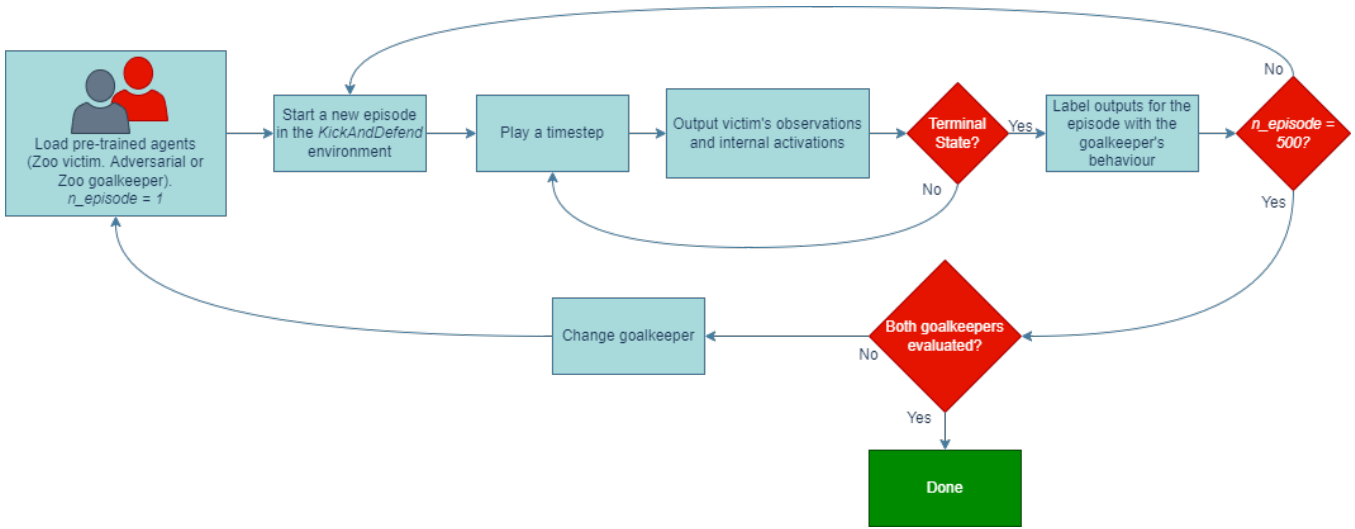 Load pre-trained agents
(Zoo victim. Adversarial or
Zoo goalkeeper).
n_episode = 1
Start a new episode
in the KickAndDefend
environment
Play a timestep
Output victim's observations
and internal activations
Terminal
State?
Yes
No
Label outputs for the
episode with the
goalkeeper's
behaviour
n_episode =
500?
No
Yes
Both goalkeepers
evaluated?
No
Change goalkeeper
Yes
Done